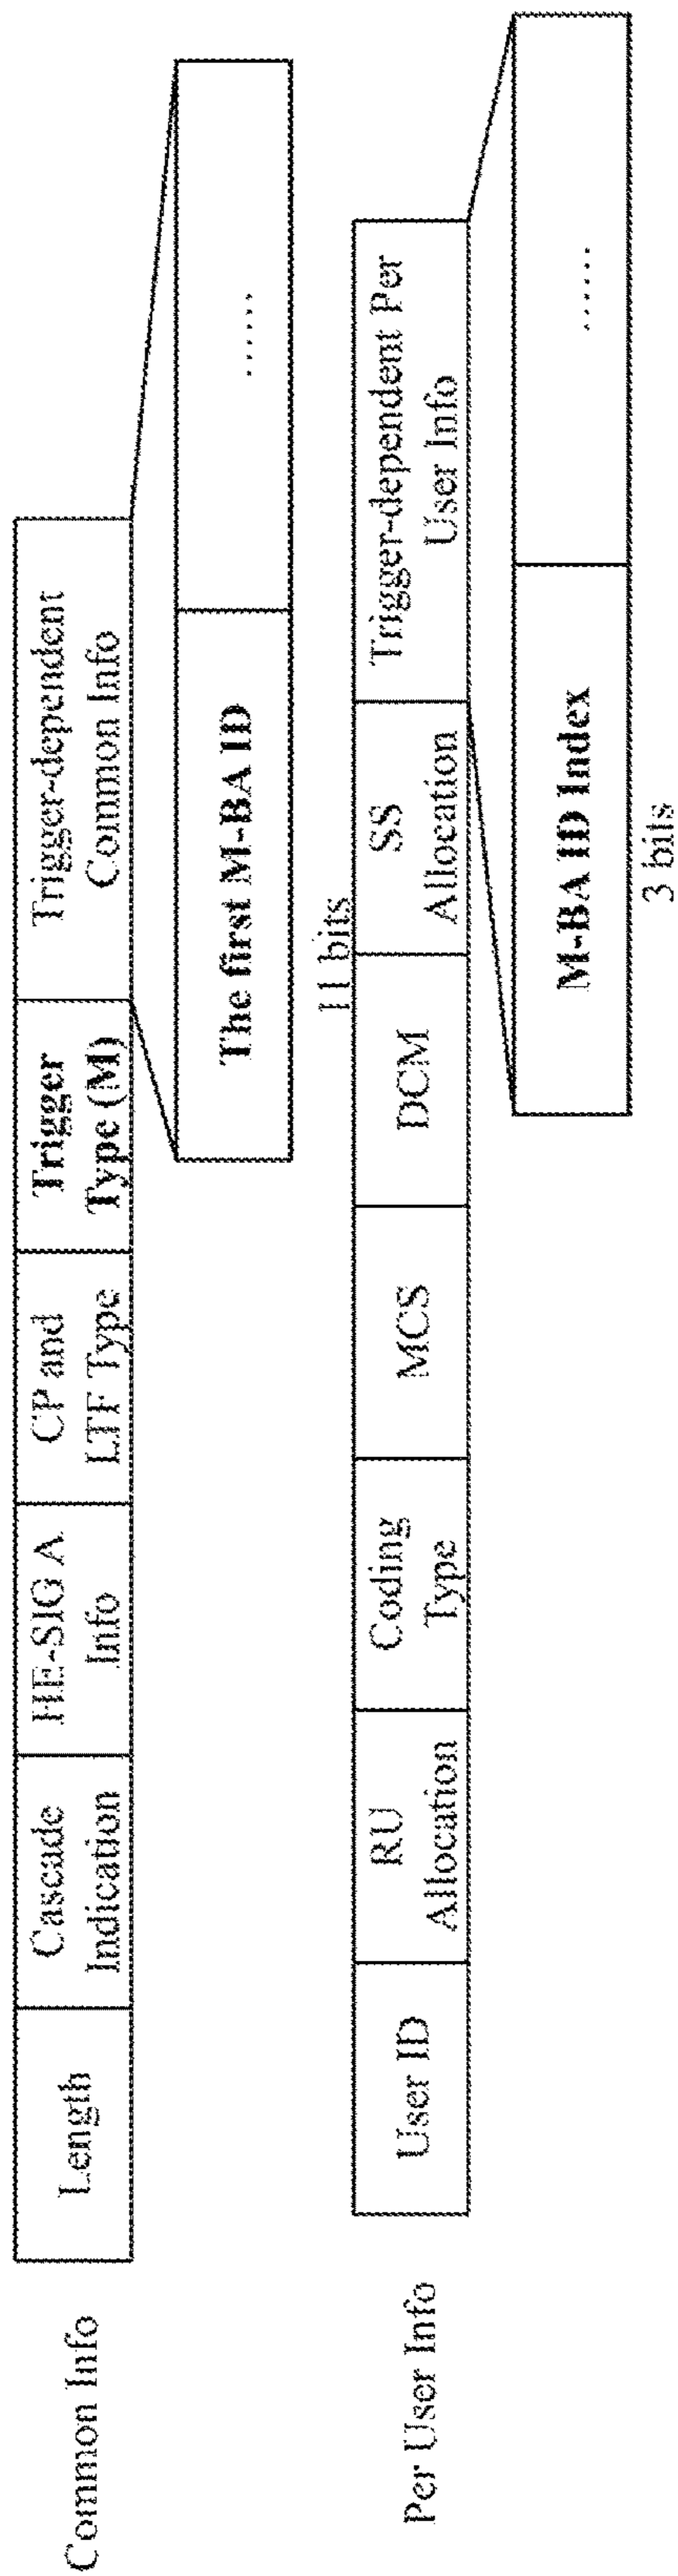 Common Info
Length
Cascade
Indication
HE-SIG A
Info
CP and
LTF Type
Trigger
Type (M)
Trigger-dependent
Common Info
The first M-BA ID
......
11 bits
Per User Info
User ID
RU
Allocation
Coding
Type
MCS
DCM
SS
Allocation
Trigger-dependent Per
User Info
M-BA ID Index
......
3 bits